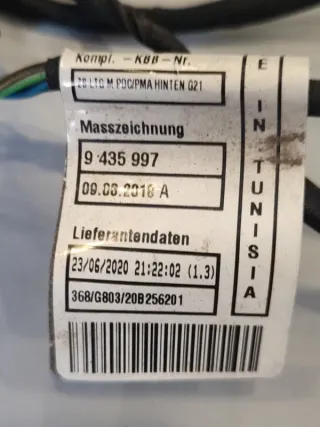 Kompl. -KBB-Nr.
ZB LTG M.PDC/PMA HINTEN G21
Masszeichnung
9 435 997
09.08.2018 A
Lieferantendaten
23/06/2020 21:22:02 (1.3)
368/G803/20B256201
E IN TUNISIA